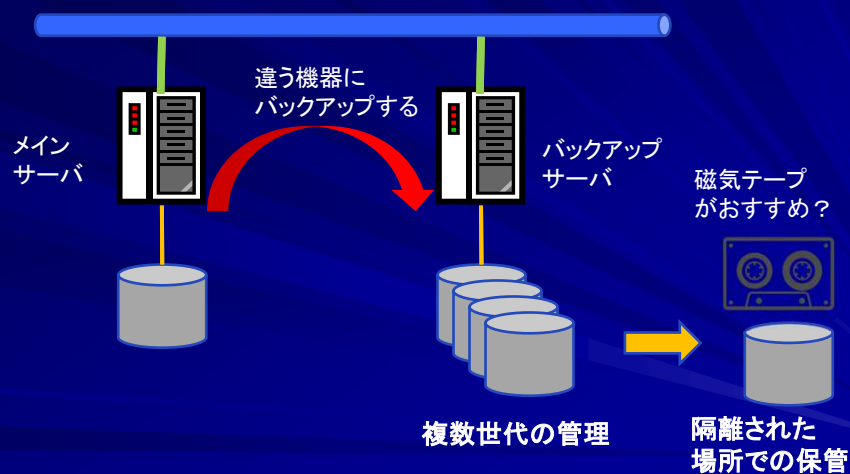 違う機器に
バックアップする
メイン
サーバ
バックアップ
サーバ
磁気テープ
がおすすめ？
複数世代の管理
隔離された
場所での保管